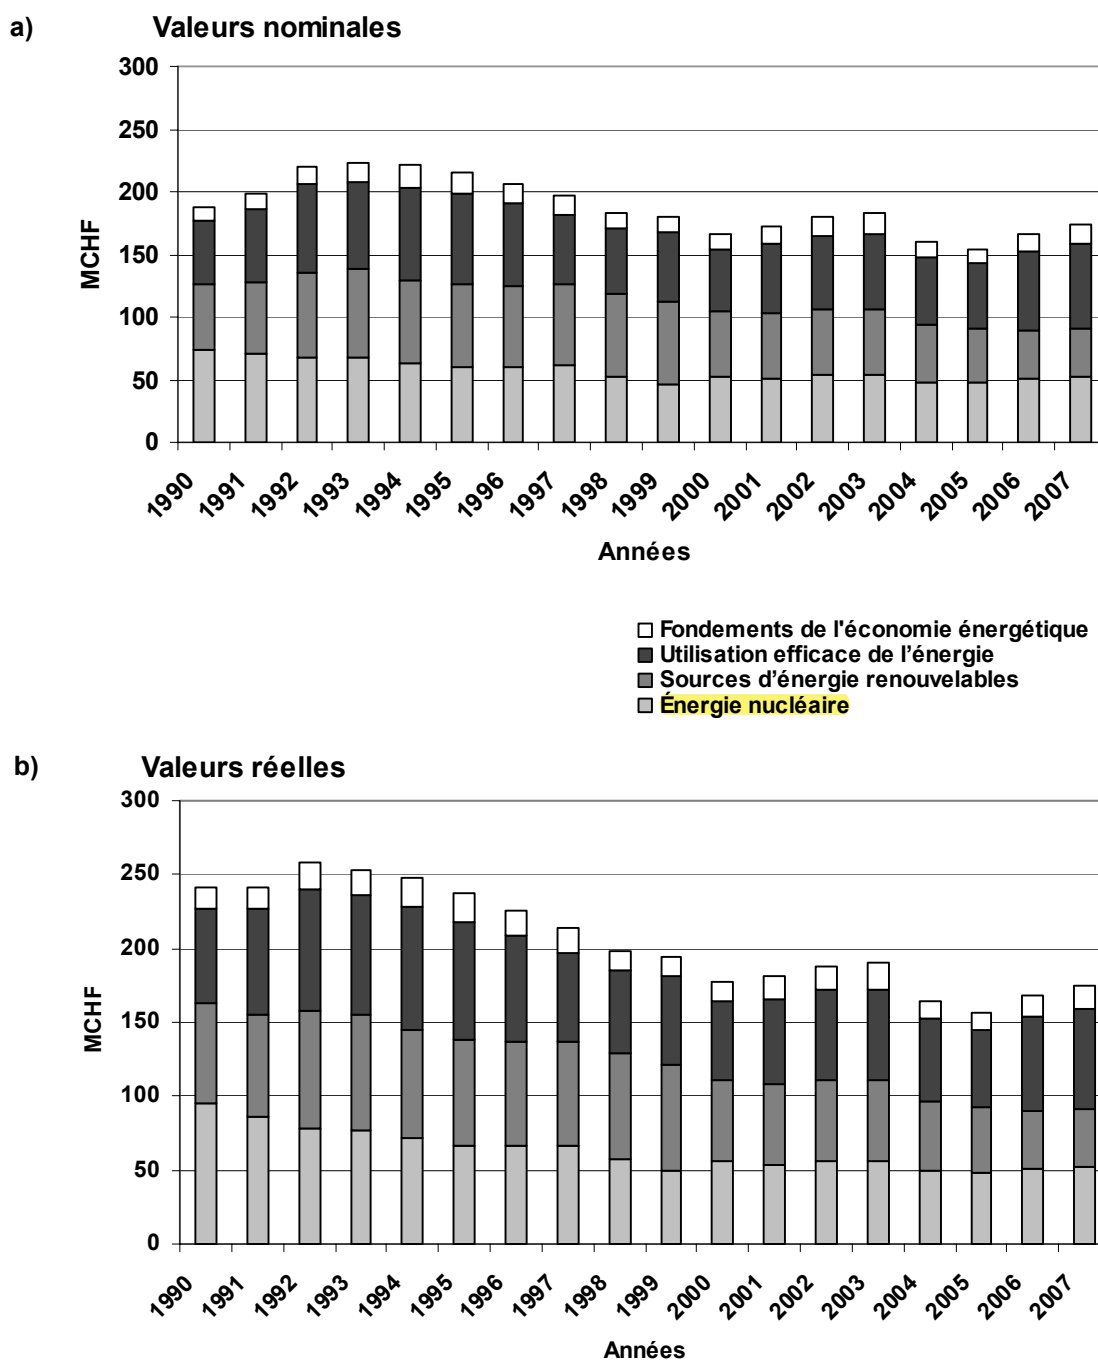 a) Valeurs nominales
300
250
200
150
100
50
0
MCHF
1990 1991 1992 1993 1994 1995 1996 1997 1998 1999 2000 2001 2002 2003 2004 2005 2006 2007
Années
Fondements de l'économie énergétique
Utilisation efficace de l’énergie
Sources d’énergie renouvelables
Énergie nucléaire
b) Valeurs réelles
300
250
200
150
100
50
0
MCHF
1990 1991 1992 1993 1994 1995 1996 1997 1998 1999 2000 2001 2002 2003 2004 2005 2006 2007
Années